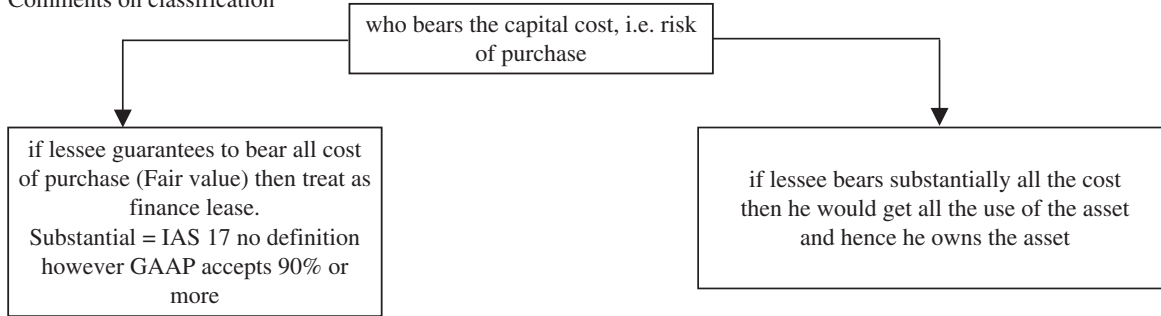 Comments on classification
who bears the capital cost, i.e. risk
of purchase
if lessee guarantees to bear all cost
of purchase (Fair value) then treat as
finance lease.
Substantial = IAS 17 no definition
however GAAP accepts 90% or
more
if lessee bears substantially all the cost
then he would get all the use of the asset
and hence he owns the asset